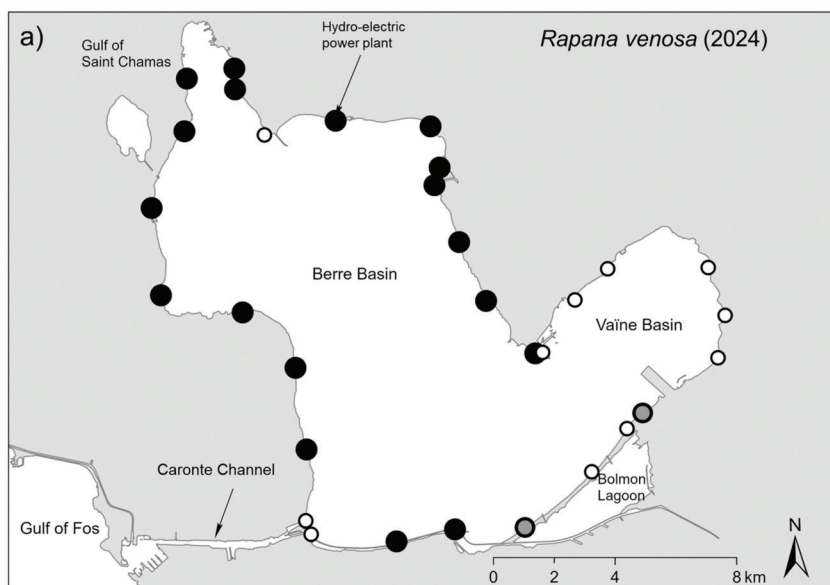 a)
Gulf of
Saint Chamas
Hydro-electric
power plant
Rapana venosa (2024)
Berre Basin
Vaïne Basin
Caronte Channel
Bolmon
Lagoon
Gulf of Fos
N
0 2 4 8 km